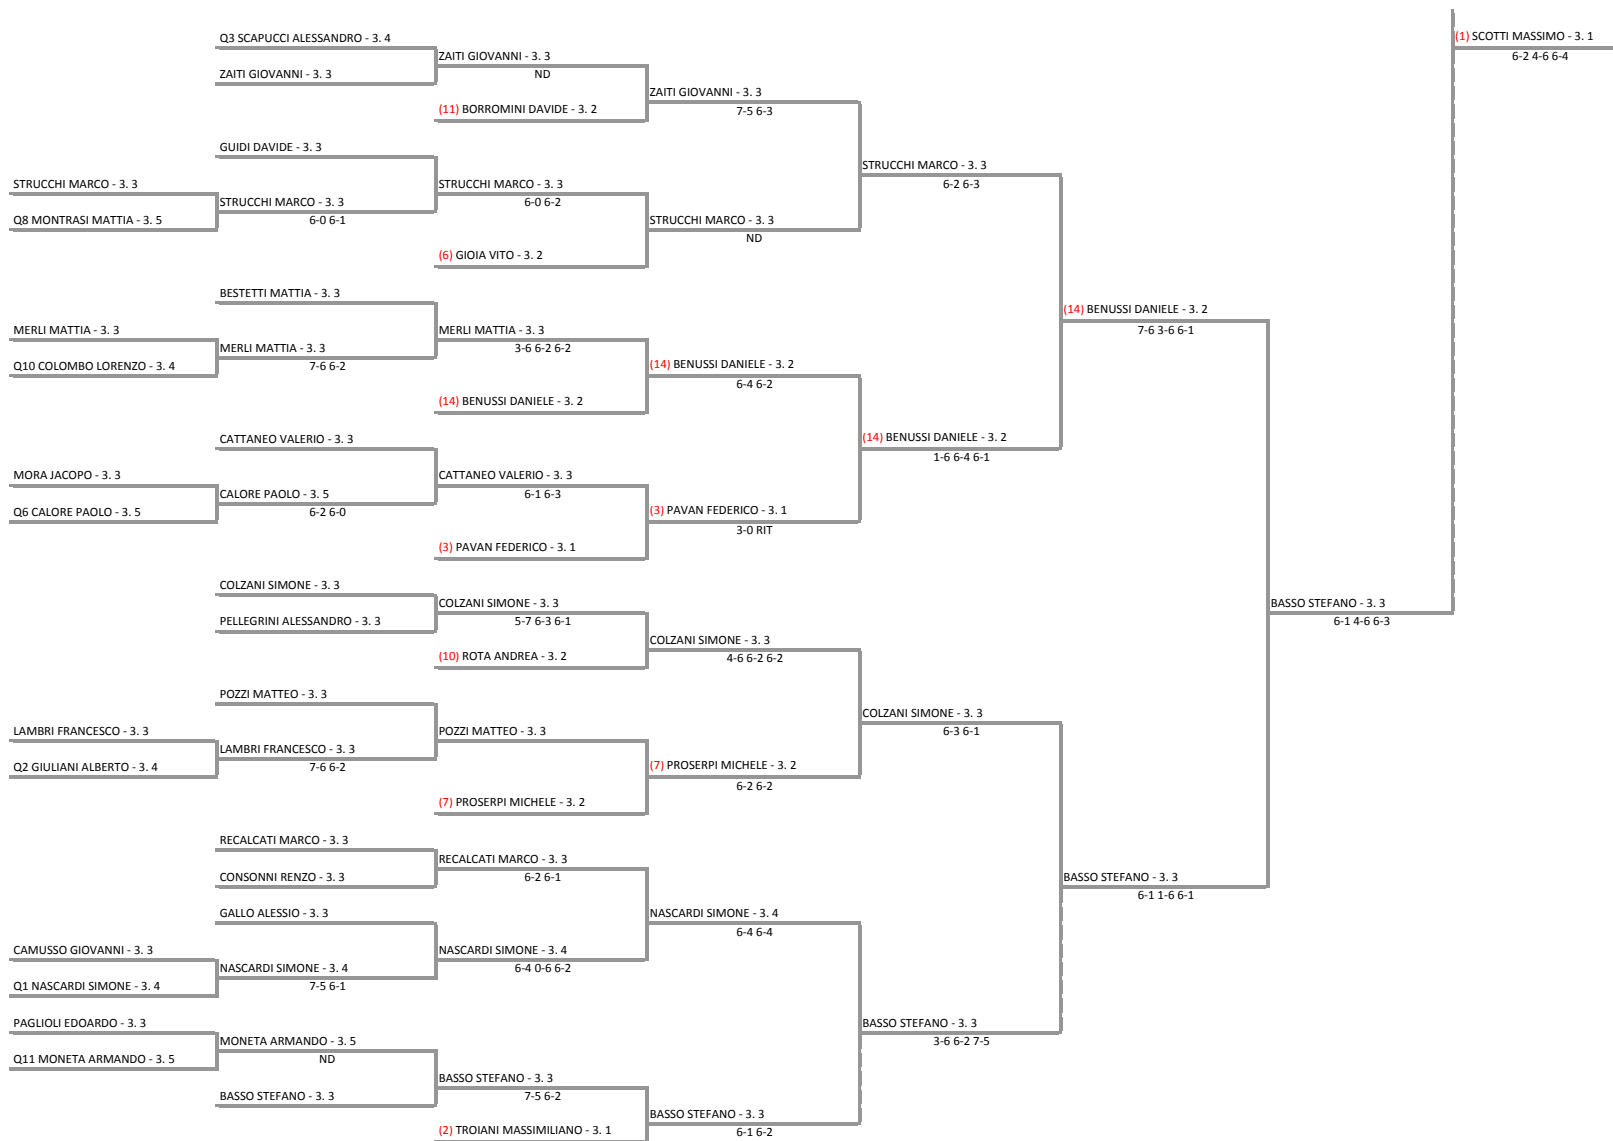 (1) SCOTTI MASSIMO - 3. 1
6-2 4-6 6-4
Q3 SCAPUCCI ALESSANDRO - 3. 4
ZAITI GIOVANNI - 3. 3
ZAITI GIOVANNI - 3. 3
ND
ZAITI GIOVANNI - 3. 3
7-5 6-3
(11) BORROMINI DAVIDE - 3. 2
GUIDI DAVIDE - 3. 3
STRUCCHI MARCO - 3. 3
6-2 6-3
STRUCCHI MARCO - 3. 3
STRUCCHI MARCO - 3. 3
6-0 6-2
STRUCCHI MARCO - 3. 3
6-0 6-1
Q8 MONTRASI MATTIA - 3. 5
STRUCCHI MARCO - 3. 3
ND
(6) GIOIA VITO - 3. 2
BESTETTI MATTIA - 3. 3
(14) BENUSSI DANIELE - 3. 2
7-6 3-6 6-1
MERLI MATTIA - 3. 3
MERLI MATTIA - 3. 3
3-6 6-2 6-2
MERLI MATTIA - 3. 3
7-6 6-2
Q10 COLOMBO LORENZO - 3. 4
(14) BENUSSI DANIELE - 3. 2
6-4 6-2
(14) BENUSSI DANIELE - 3. 2
CATTANEO VALERIO - 3. 3
(14) BENUSSI DANIELE - 3. 2
1-6 6-4 6-1
MORA JACOPO - 3. 3
CATTANEO VALERIO - 3. 3
6-1 6-3
CALORE PAOLO - 3. 5
6-2 6-0
Q6 CALORE PAOLO - 3. 5
(3) PAVAN FEDERICO - 3. 1
3-0 RIT
(3) PAVAN FEDERICO - 3. 1
COLZANI SIMONE - 3. 3
COLZANI SIMONE - 3. 3
5-7 6-3 6-1
BASSO STEFANO - 3. 3
6-1 4-6 6-3
PELLEGRINI ALESSANDRO - 3. 3
COLZANI SIMONE - 3. 3
4-6 6-2 6-2
(10) ROTA ANDREA - 3. 2
POZZI MATTEO - 3. 3
COLZANI SIMONE - 3. 3
6-3 6-1
LAMBRI FRANCESCO - 3. 3
POZZI MATTEO - 3. 3
LAMBRI FRANCESCO - 3. 3
7-6 6-2
Q2 GIULIANI ALBERTO - 3. 4
(7) PROSERPI MICHELE - 3. 2
6-2 6-2
(7) PROSERPI MICHELE - 3. 2
RECALCATI MARCO - 3. 3
RECALCATI MARCO - 3. 3
6-2 6-1
CONSONNI RENZO - 3. 3
BASSO STEFANO - 3. 3
6-1 1-6 6-1
GALLO ALESSIO - 3. 3
NASCARDI SIMONE - 3. 4
6-4 6-4
CAMUSSO GIOVANNI - 3. 3
NASCARDI SIMONE - 3. 4
6-4 0-6 6-2
NASCARDI SIMONE - 3. 4
7-5 6-1
Q1 NASCARDI SIMONE - 3. 4
PAGLIOLI EDOARDO - 3. 3
BASSO STEFANO - 3. 3
3-6 6-2 7-5
MONETA ARMANDO - 3. 5
ND
Q11 MONETA ARMANDO - 3. 5
BASSO STEFANO - 3. 3
7-5 6-2
BASSO STEFANO - 3. 3
BASSO STEFANO - 3. 3
6-1 6-2
(2) TROIANI MASSIMILIANO - 3. 1